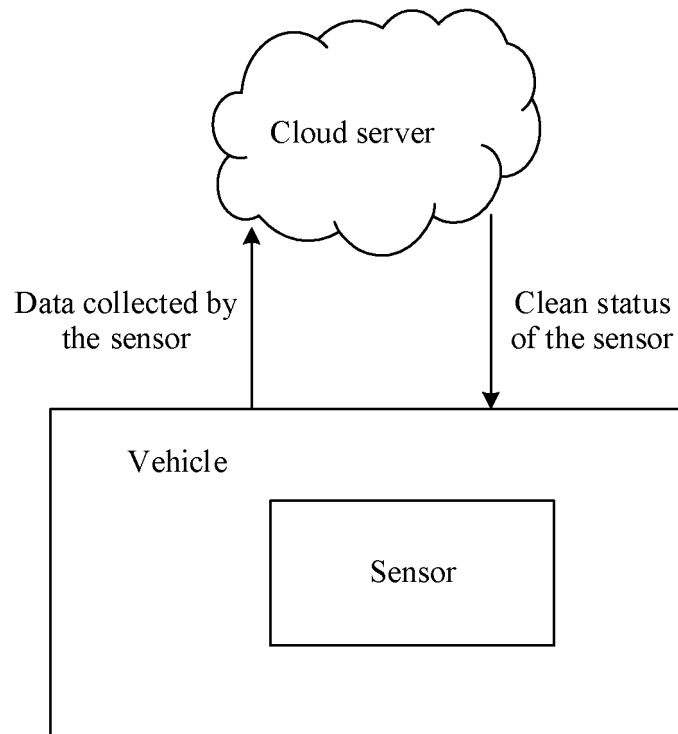 Cloud server
Data collected by
the sensor
Clean status
of the sensor
Vehicle
Sensor